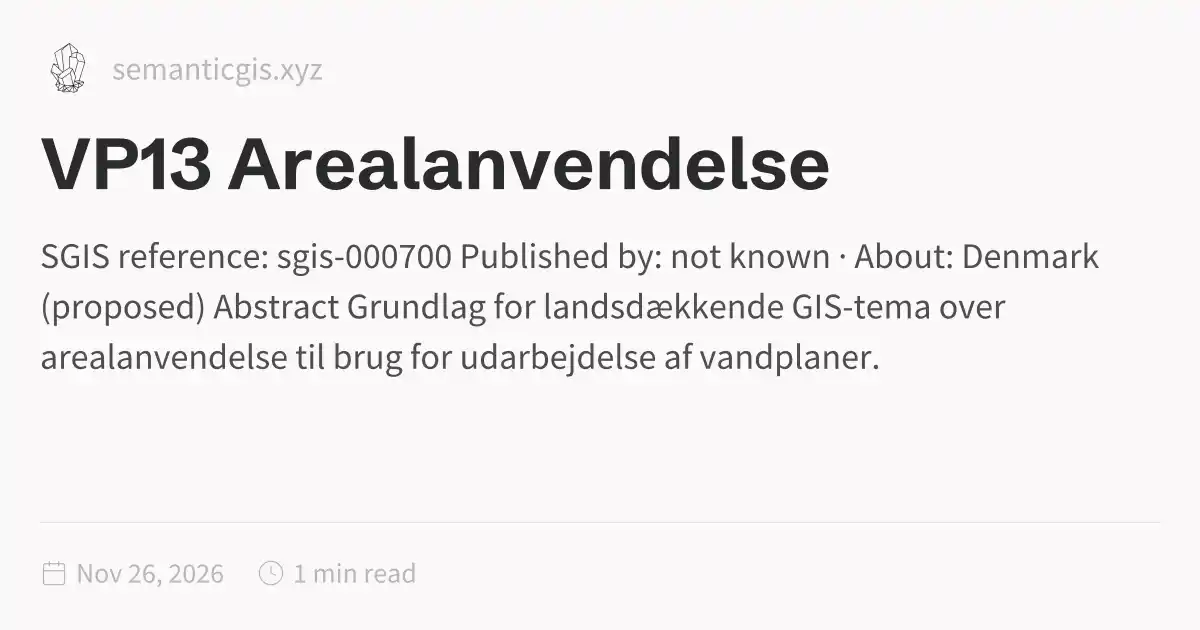 semanticgis.xyz
VP13 Arealanvendelse
SGIS reference: sgis-000700 Published by: not known · About: Denmark
(proposed) Abstract Grundlag for landsdækkende GIS-tema over
arealanvendelse til brug for udarbejdelse af vandplaner.
Nov 26, 2026 1 min read